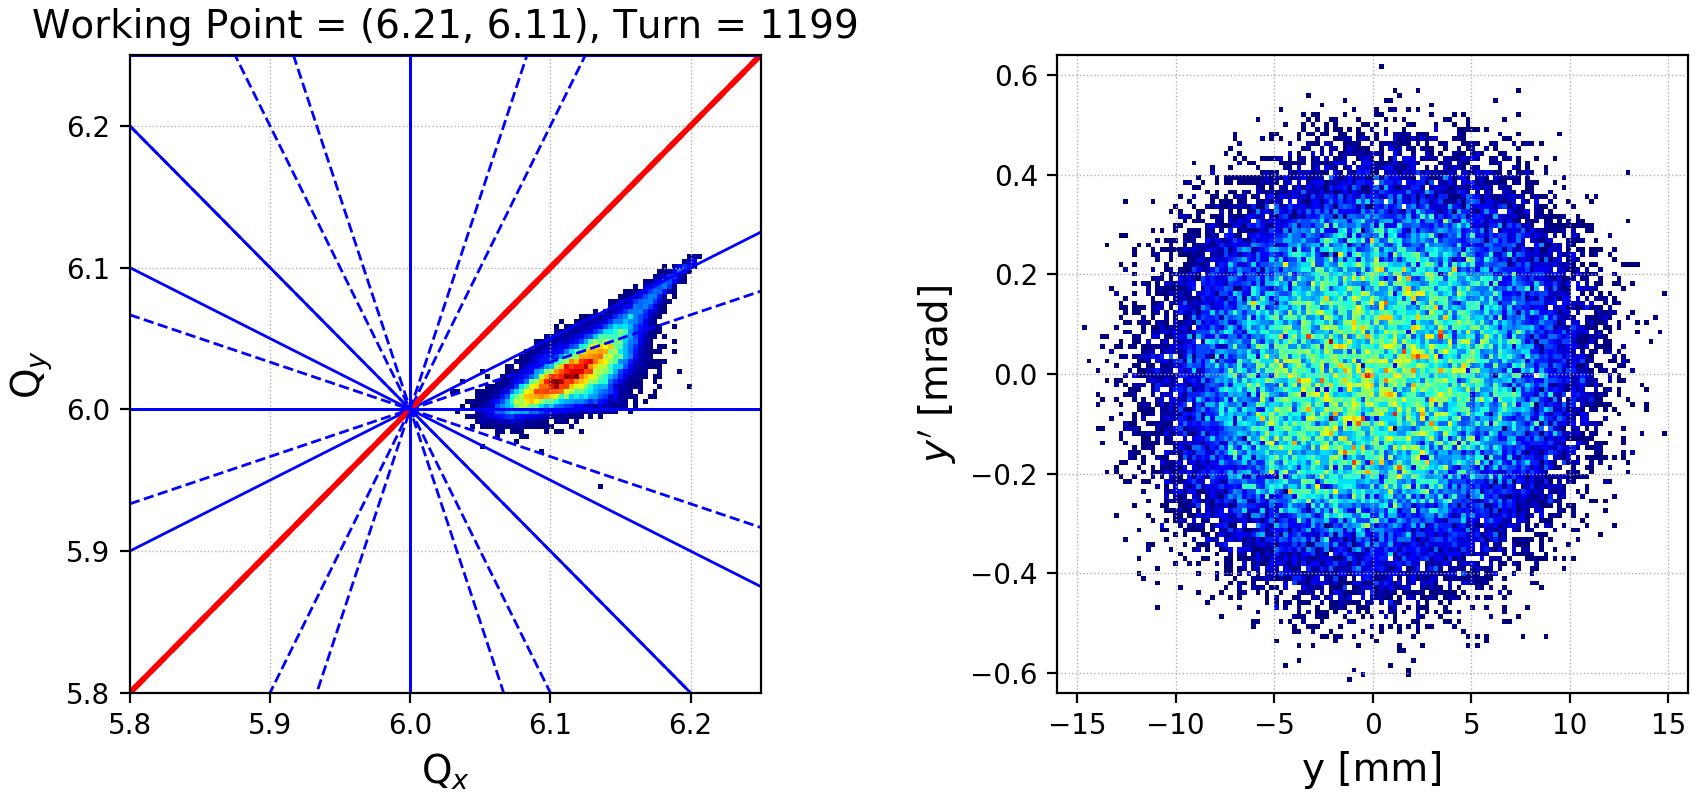 Working Point = (6.21, 6.11), Turn = 1199
6.2
6.1
6.0
5.9
5.8
Qy
5.8 5.9 6.0 6.1 6.2
Qx
0.6
0.4
0.2
0.0
−0.2
−0.4
−0.6
y′ [mrad]
−15 −10 −5 0 5 10 15
y [mm]